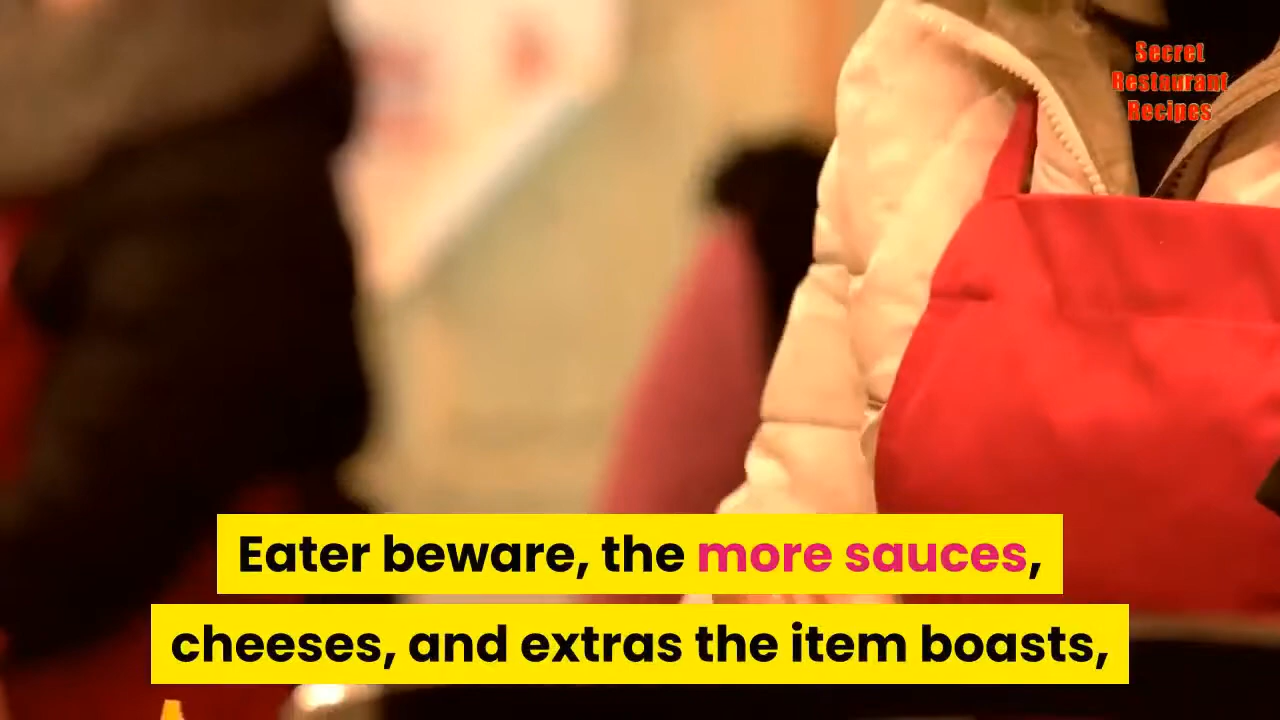 Secret
Restaurant
Recipes
Eater beware, the more sauces,
cheeses, and extras the item boasts,